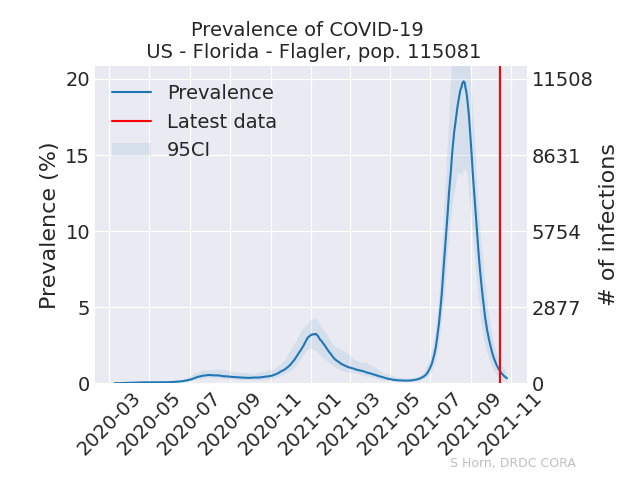 Prevalence of COVID-19
US - Florida - Flagler, pop. 115081
Prevalence
Latest data
95CI
Prevalence (%)
20
15
10
5
0
11508
8631
5754
2877
0
# of infections
2020-03
2020-05
2020-07
2020-09
2020-11
2021-01
2021-03
2021-05
2021-07
2021-09
2021-11
S Horn, DRDC CORA